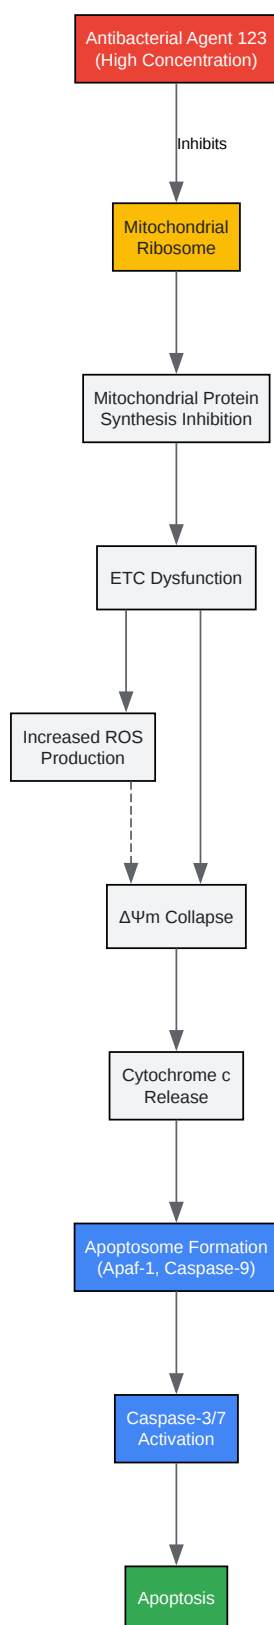 Antibacterial Agent 123
(High Concentration)
Inhibits
Mitochondrial
Ribosome
Mitochondrial Protein
Synthesis Inhibition
ETC Dysfunction
Increased ROS
Production
ΔΨm Collapse
Cytochrome c
Release
Apoptosome Formation
(Apaf-1, Caspase-9)
Caspase-3/7
Activation
Apoptosis